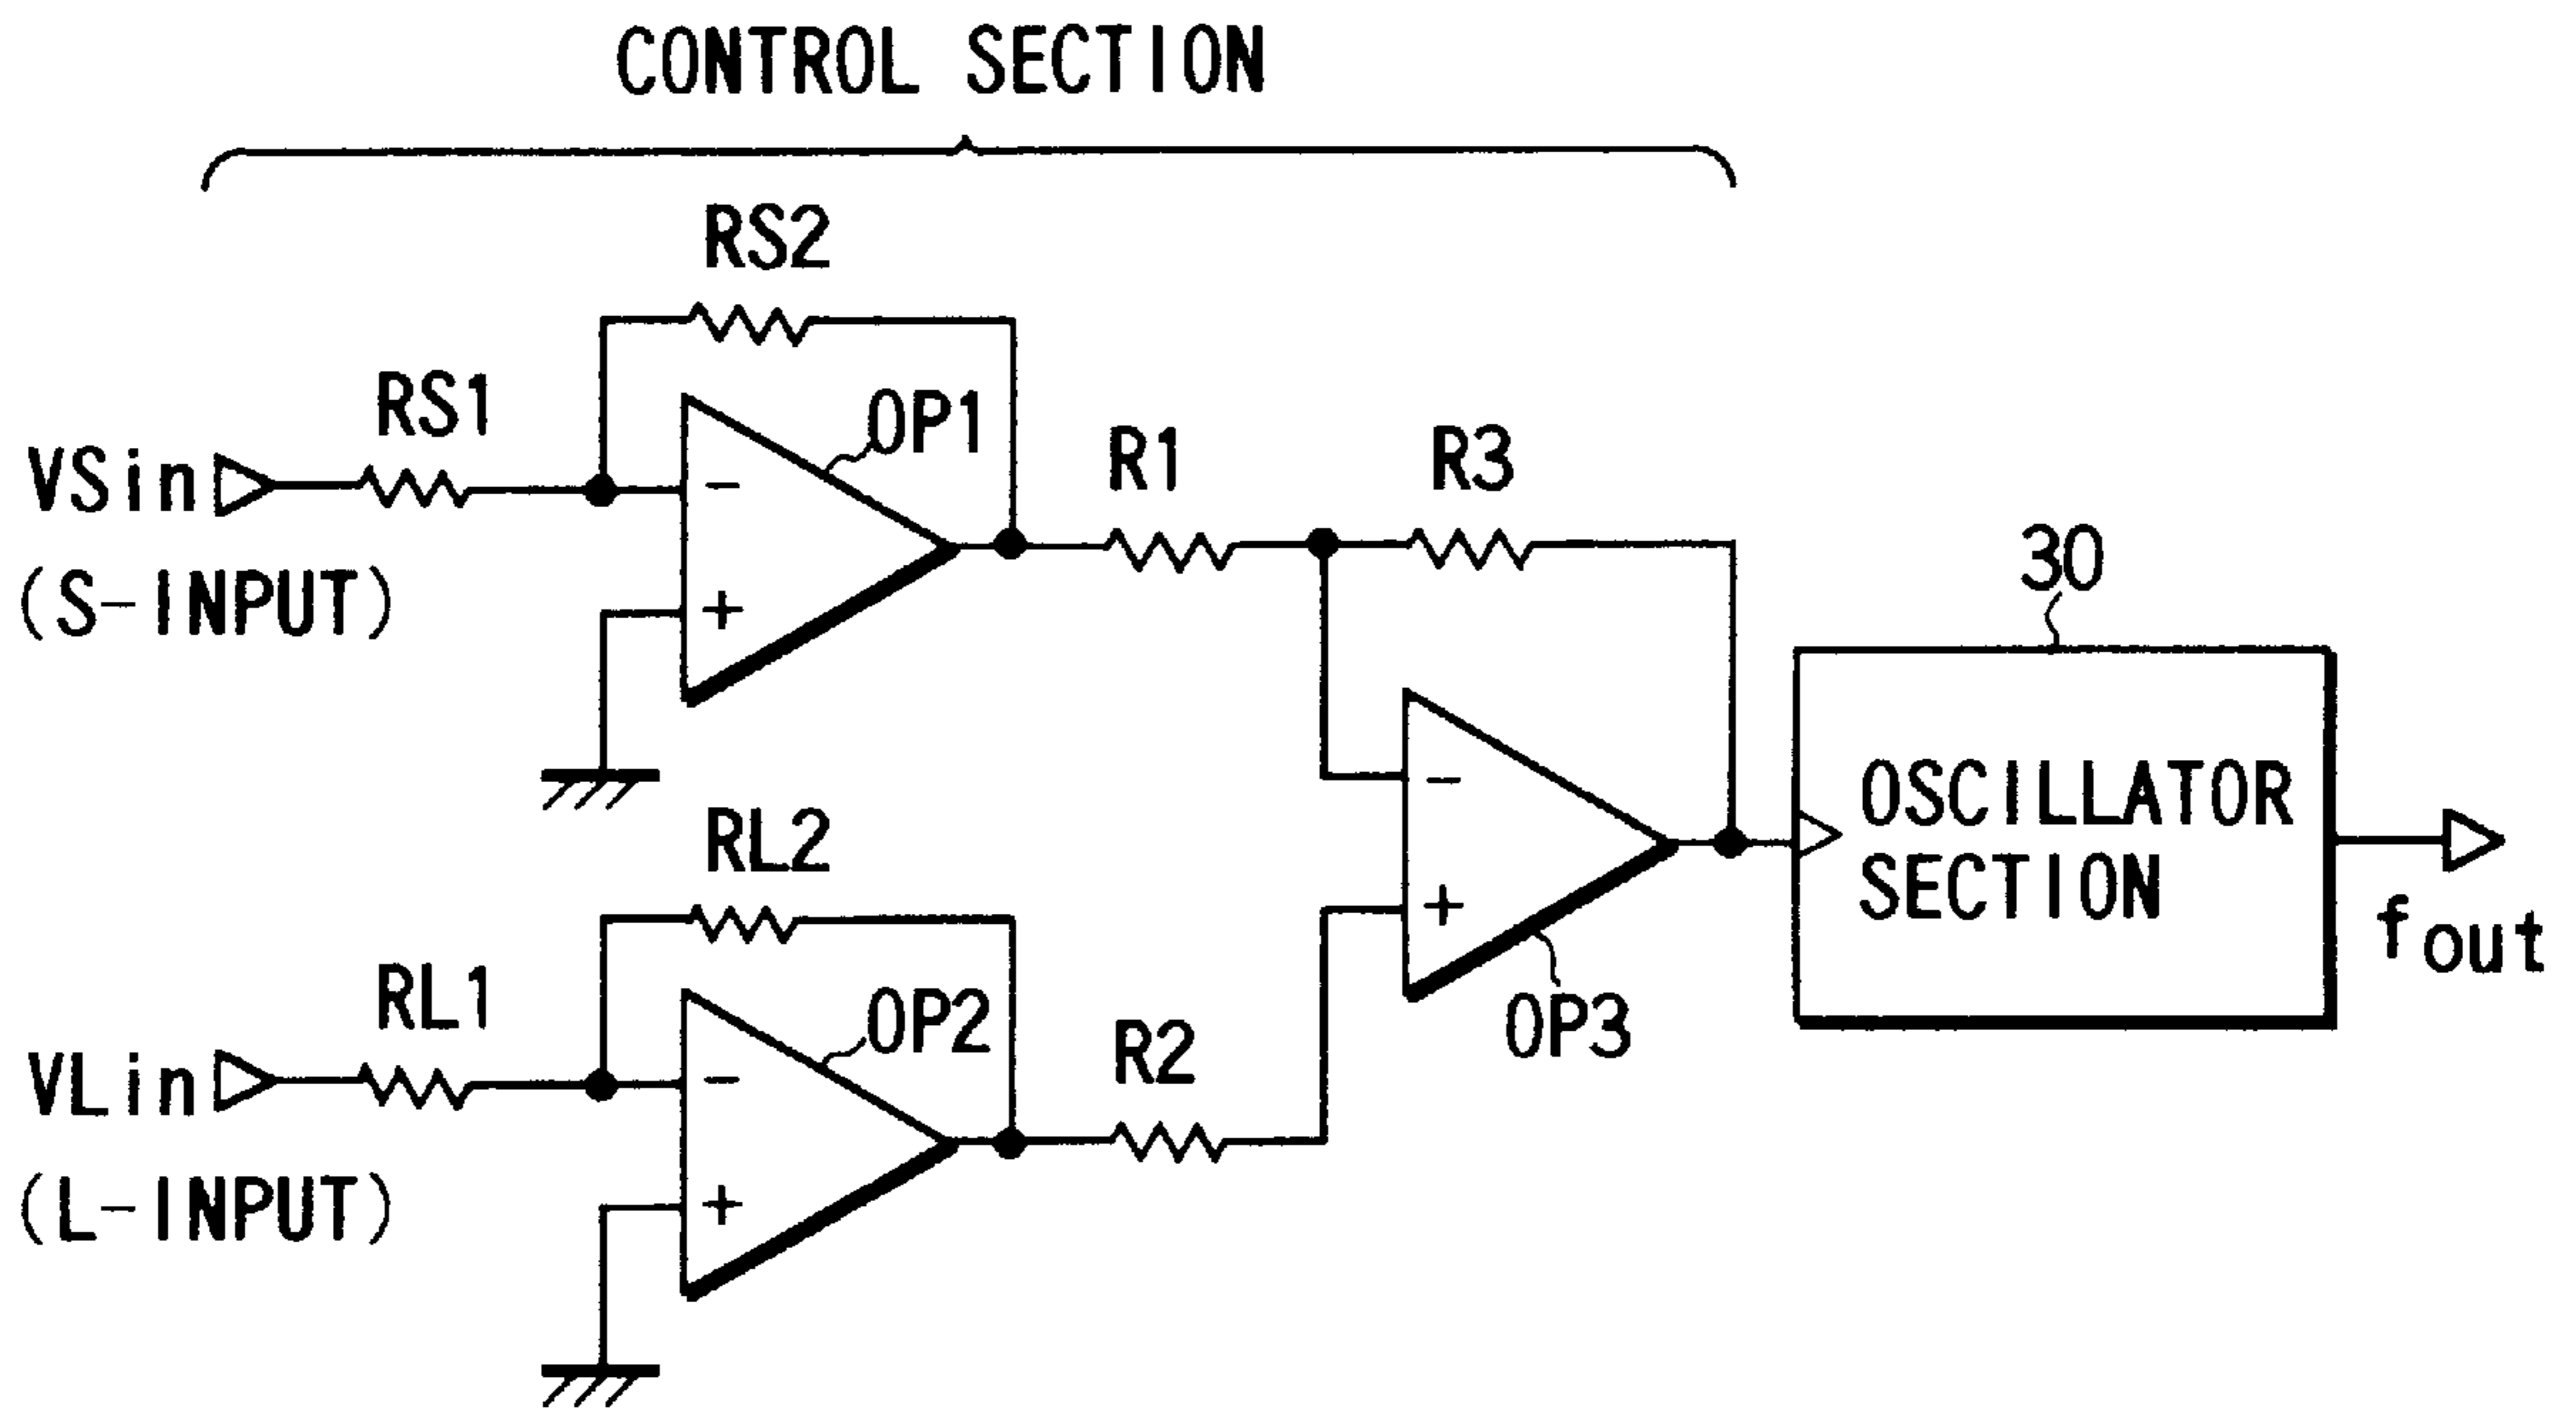 CONTROL SECTION
RS2
RS1
OP1
VSin
(S-INPUT)
R1
R3
30
RL2
OSCILLATOR
SECTION
fout
RL1
OP2
VLin
(L-INPUT)
R2
OP3